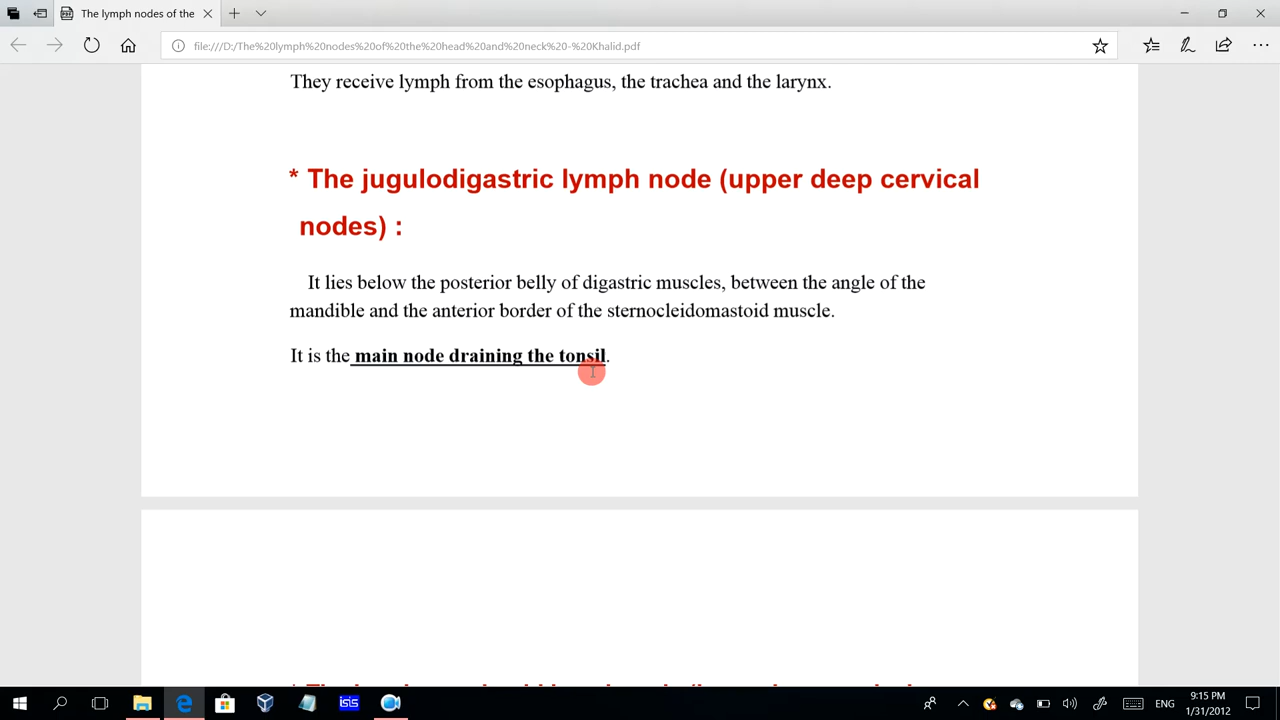 The lymph nodes of the
file:///D:/The%20lymph%20nodes%20of%20the%20head%20and%20neck%20-%20Khalid.pdf
They receive lymph from the esophagus, the trachea and the larynx.
* The jugulodigastric lymph node (upper deep cervical
nodes) :
It lies below the posterior belly of digastric muscles, between the angle of the
mandible and the anterior border of the sternocleidomastoid muscle.
It is the main node draining the tonsil.
isis
ENG
9:15 PM
1/31/2012